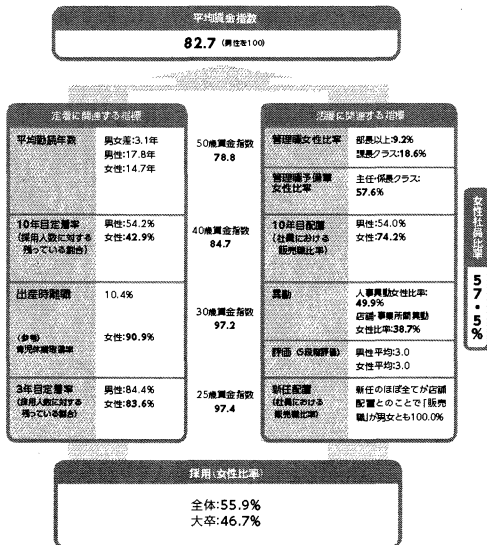 平均賃金指数
82.7 (男性を100)
定着に関連する指標
平均勤続年数
男女差:3.1年
男性:17.8年
女性:14.7年
10年目定着率
(採用人数に対する
残っている割合)
男性:54.2%
女性:42.9%
出産時離職
10.4%
(参考)
育児休業取得率
女性:90.9%
3年目定着率
(採用人数に対する
残っている割合)
男性:84.4%
女性:83.6%
50歳賃金指数
78.8
40歳賃金指数
84.7
30歳賃金指数
97.2
25歳賃金指数
97.4
活躍に関連する指標
管理職女性比率
部長以上:9.2%
課長クラス:18.6%
管理職予備軍
女性比率
主任・係長クラス:
57.6%
10年目配置
(社員における
販売職比率)
男性:54.0%
女性:74.2%
異動
人事異動女性比率:
49.9%
店舗・事業所間異動
女性比率:38.7%
評価 (5段階評価)
男性平均:3.0
女性平均:3.0
新任配置
(社員における
販売職比率)
新任のほぼ全てが店舗
配置とのことで「販売
職」が男女とも100.0%
女性社員比率
57・5%
採用(女性比率)
全体:55.9%
大卒:46.7%